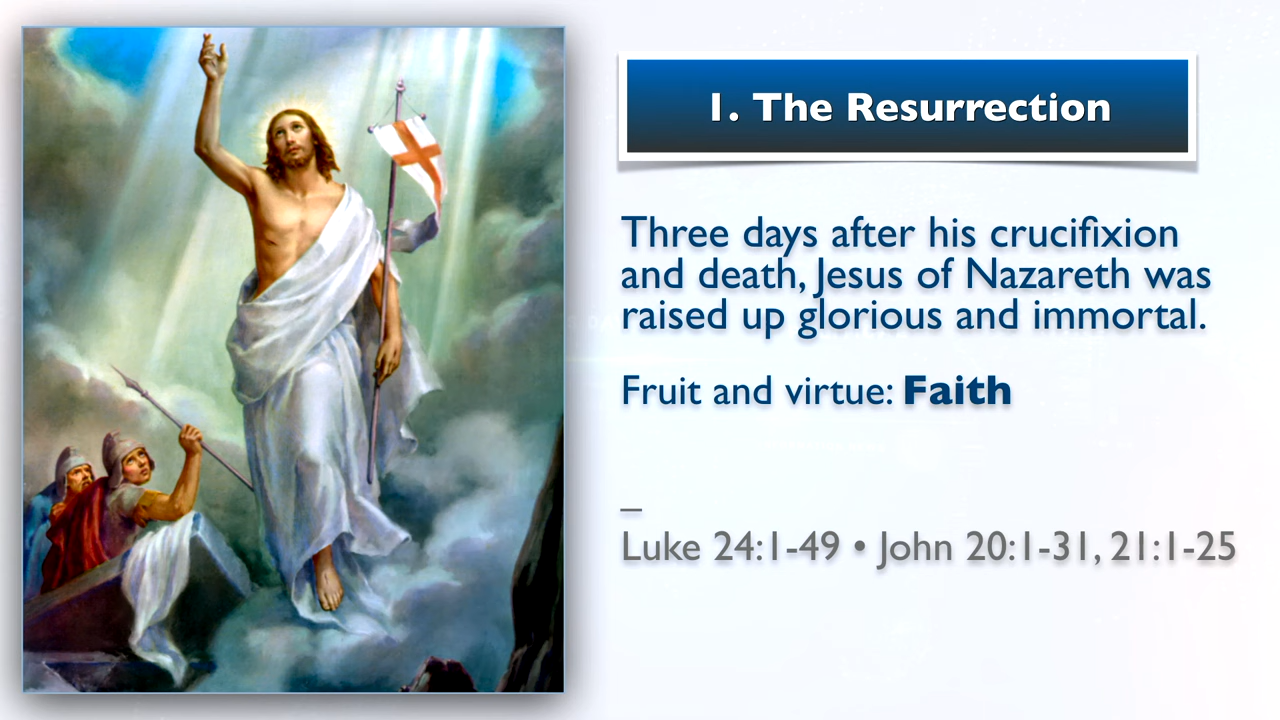 1. The Resurrection
Three days after his crucifixion
and death, Jesus of Nazareth was
raised up glorious and immortal.
Fruit and virtue: Faith
_
Luke 24:1-49 • John 20:1-31, 21:1-25